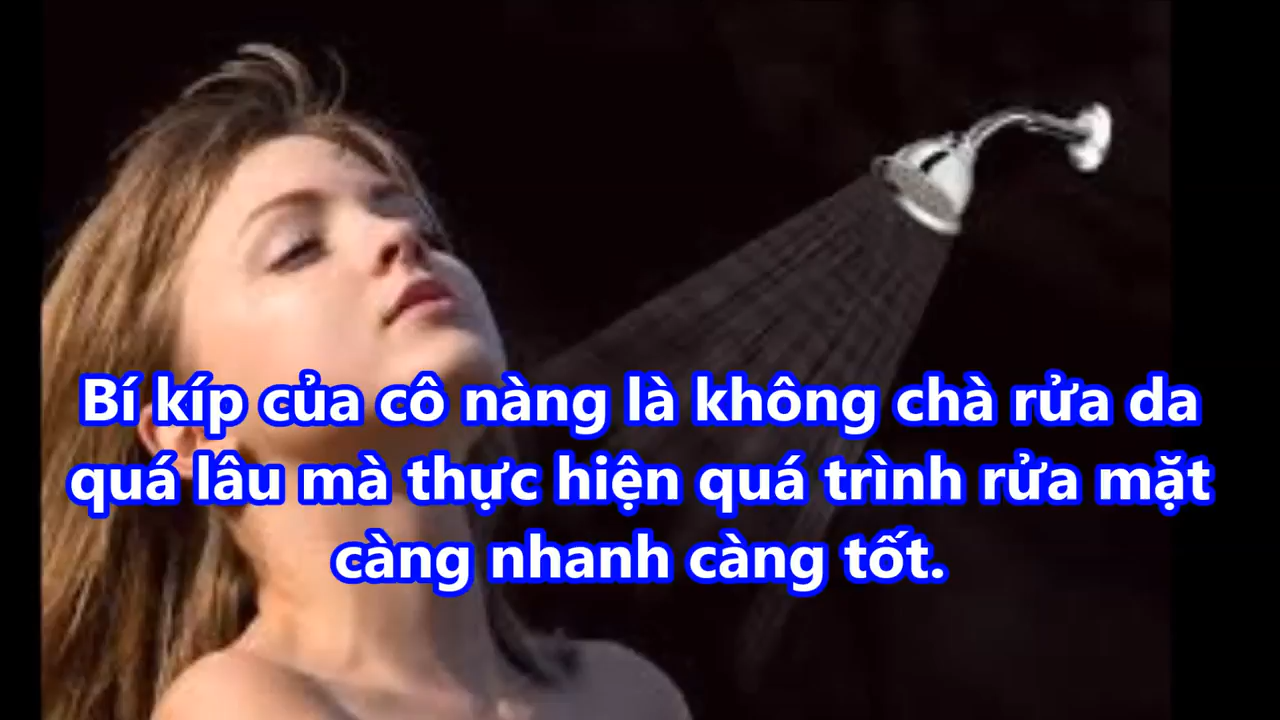 Bí kíp của cô nàng là không chà rửa da
quá lâu mà thực hiện quá trình rửa mặt
càng nhanh càng tốt.